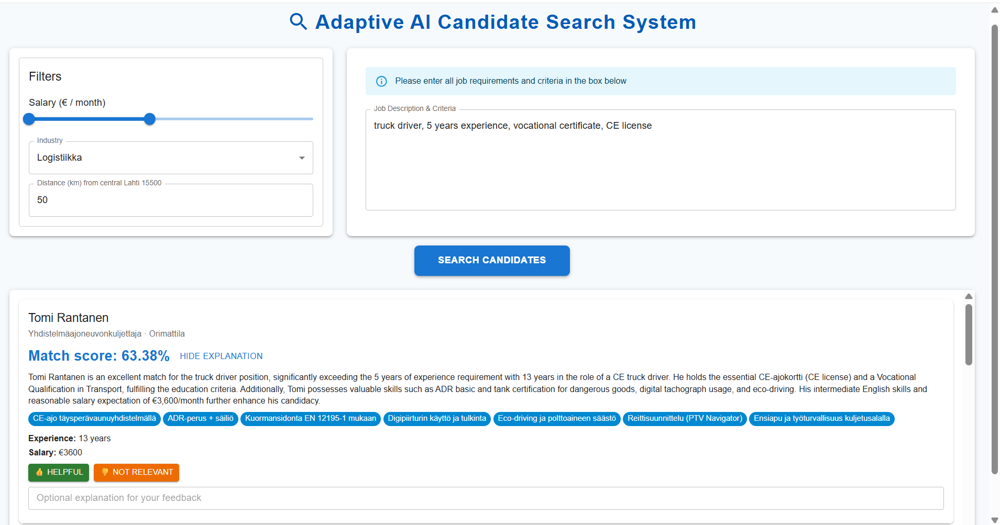 Adaptive AI Candidate Search System
Filters
Salary (€ / month)
Industry
Logistiikka
Distance (km) from central Lahti 15500
50
Please enter all job requirements and criteria in the box below
Job Description & Criteria
truck driver, 5 years experience, vocational certificate, CE license
SEARCH CANDIDATES
Tomi Rantanen
Yhdistelmäajoneuvonkuljettaja · Orimattila
Match score: 63.38% HIDE EXPLANATION
Tomi Rantanen is an excellent match for the truck driver position, significantly exceeding the 5 years of experience requirement with 13 years in the role of a CE truck driver. He holds the essential CE-ajokortti (CE license) and a Vocational
Qualification in Transport, fulfilling the education criteria. Additionally, Tomi possesses valuable skills such as ADR basic and tank certification for dangerous goods, digital tachograph usage, and eco-driving. His intermediate English skills and
reasonable salary expectation of €3,600/month further enhance his candidacy.
CE-ajo täysperävaunuyhdistelmällä ADR-perus + säiliö Kuormansidonta EN 12195-1 mukaan Digipiirturin käyttö ja tulkinta Eco-driving ja polttoaineen säästö Reittisuunnittelu (PTV Navigator) Ensiapu ja työturvallisuus kuljetusalalla
Experience: 13 years
Salary: €3600
👍 HELPFUL 👎 NOT RELEVANT
Optional explanation for your feedback